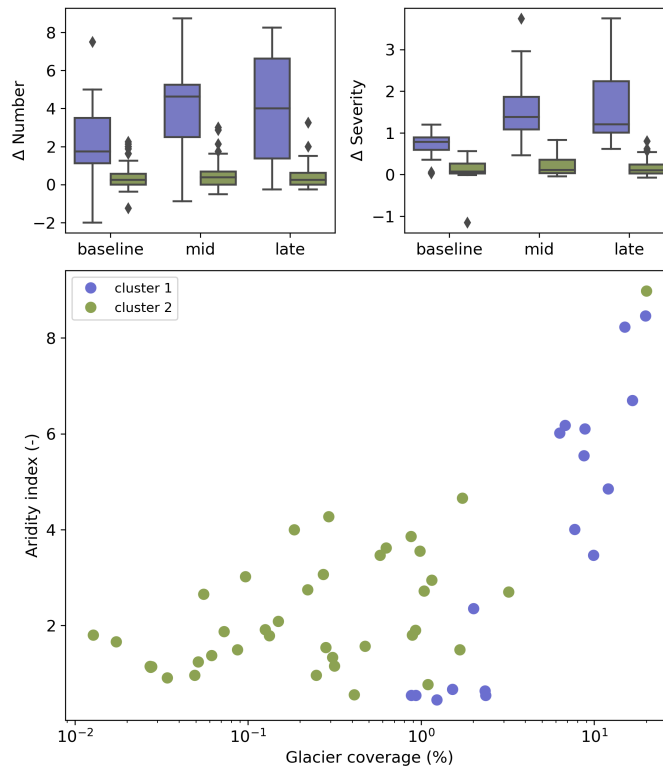 Δ Number
8
6
4
2
0
−2
baseline
mid
late
Δ Severity
3
2
1
0
−1
baseline
mid
late
cluster 1
cluster 2
Aridity index (-)
8
6
4
2
10⁻²
10⁻¹
10⁰
10¹
Glacier coverage (%)